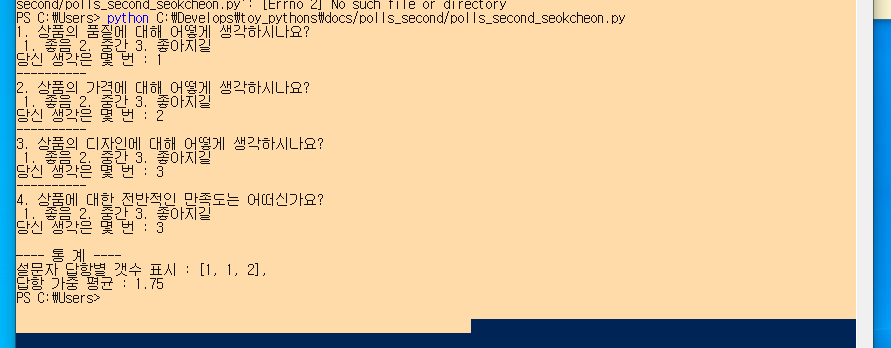 second/polls_second_seokcheon.py': [Errno 2] No such file or directory
PS C:\Users> python C:\Develops\toy_pythons\docs/polls_second/polls_second_seokcheon.py
1. 상품의 품질에 대해 어떻게 생각하시나요?
1. 좋음 2. 중간 3. 좋아지길
당신 생각은 몇 번 : 1
----------
2. 상품의 가격에 대해 어떻게 생각하시나요?
1. 좋음 2. 중간 3. 좋아지길
당신 생각은 몇 번 : 2
----------
3. 상품의 디자인에 대해 어떻게 생각하시나요?
1. 좋음 2. 중간 3. 좋아지길
당신 생각은 몇 번 : 3
----------
4. 상품에 대한 전반적인 만족도는 어떠신가요?
1. 좋음 2. 중간 3. 좋아지길
당신 생각은 몇 번 : 3
---- 통 계 ----
설문자 답항별 갯수 표시 : [1, 1, 2],
답항 가중 평균 : 1.75
PS C:\Users>